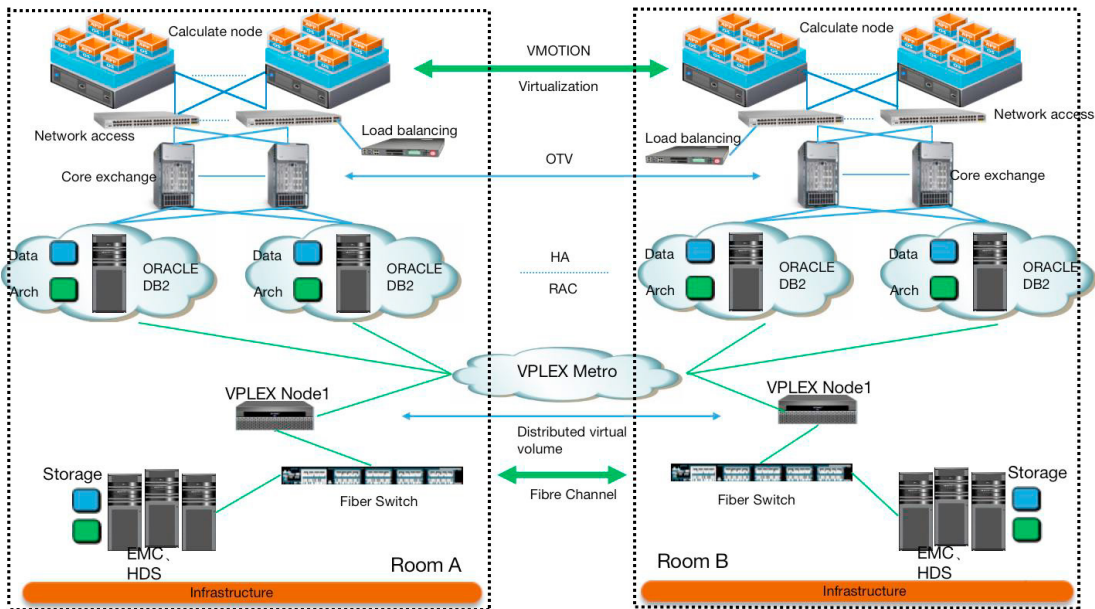 Calculate node
VMOTION
Calculate node
Virtualization
Network access
Load balancing
Network access
Load balancing
OTV
Core exchange
Core exchange
Data
ORACLE
DB2
Arch
Data
ORACLE
DB2
Arch
HA
RAC
Data
ORACLE
DB2
Arch
Data
ORACLE
DB2
Arch
VPLEX Metro
VPLEX Node1
VPLEX Node1
Distributed virtual
volume
Storage
Fiber Switch
Fibre Channel
Fiber Switch
Storage
EMC、
HDS
Room A
Room B
EMC、
HDS
Infrastructure
Infrastructure